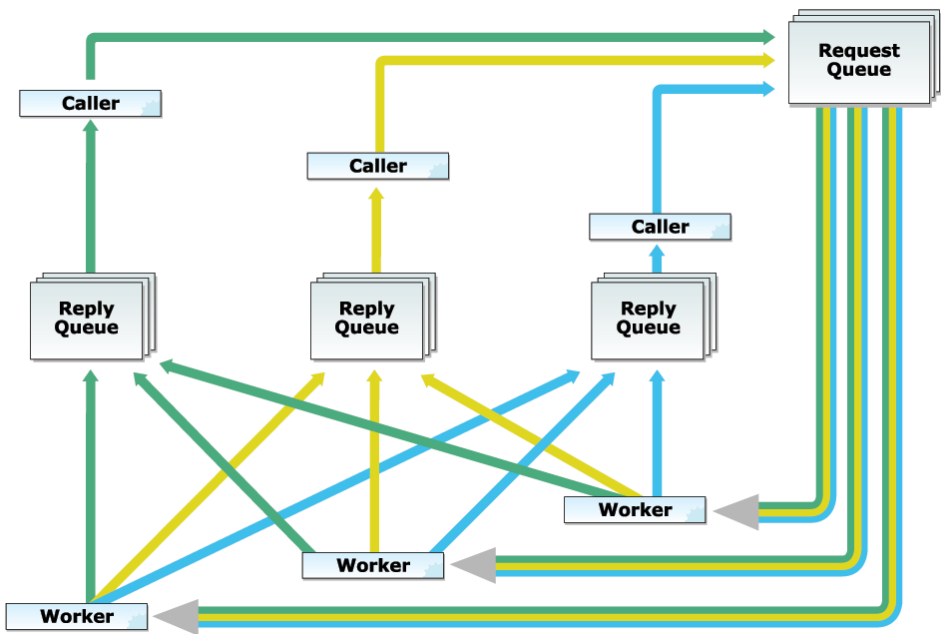 Request
Queue
Caller
Caller
Caller
Reply
Queue
Reply
Queue
Reply
Queue
Worker
Worker
Worker